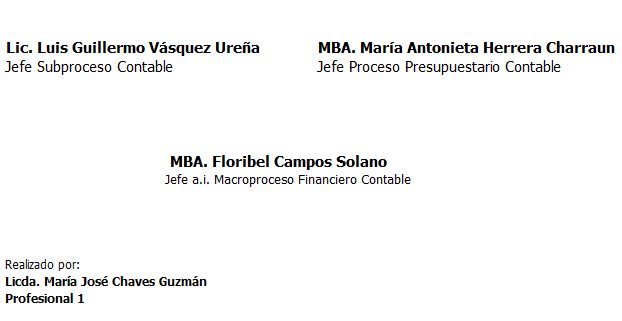 Lic. Luis Guillermo Vásquez Ureña
Jefe Subproceso Contable
MBA. María Antonieta Herrera Charraun
Jefe Proceso Presupuestario Contable
MBA. Floribel Campos Solano
Jefe a.i. Macroproceso Financiero Contable
Realizado por:
Licda. María José Chaves Guzmán
Profesional 1